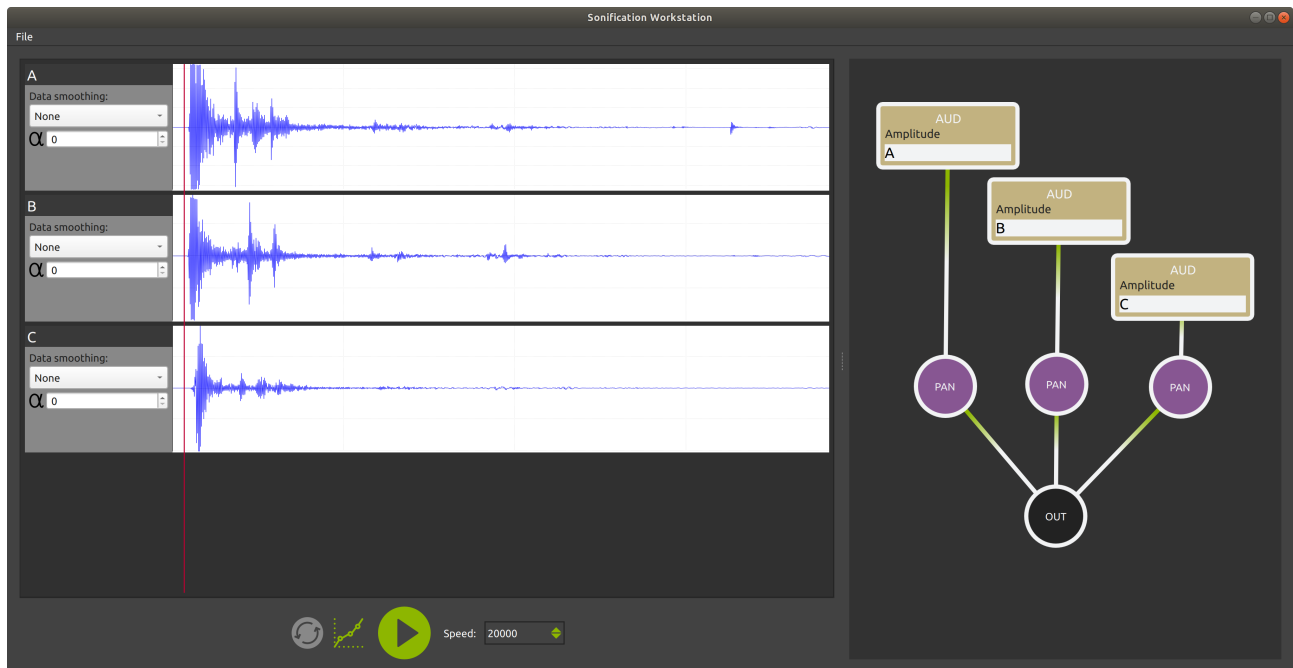 Sonification Workstation
File
A
Data smoothing:
None
α 0
B
Data smoothing:
None
α 0
C
Data smoothing:
None
α 0
Speed: 20000
AUD
Amplitude
A
AUD
Amplitude
B
AUD
Amplitude
C
PAN
PAN
PAN
OUT